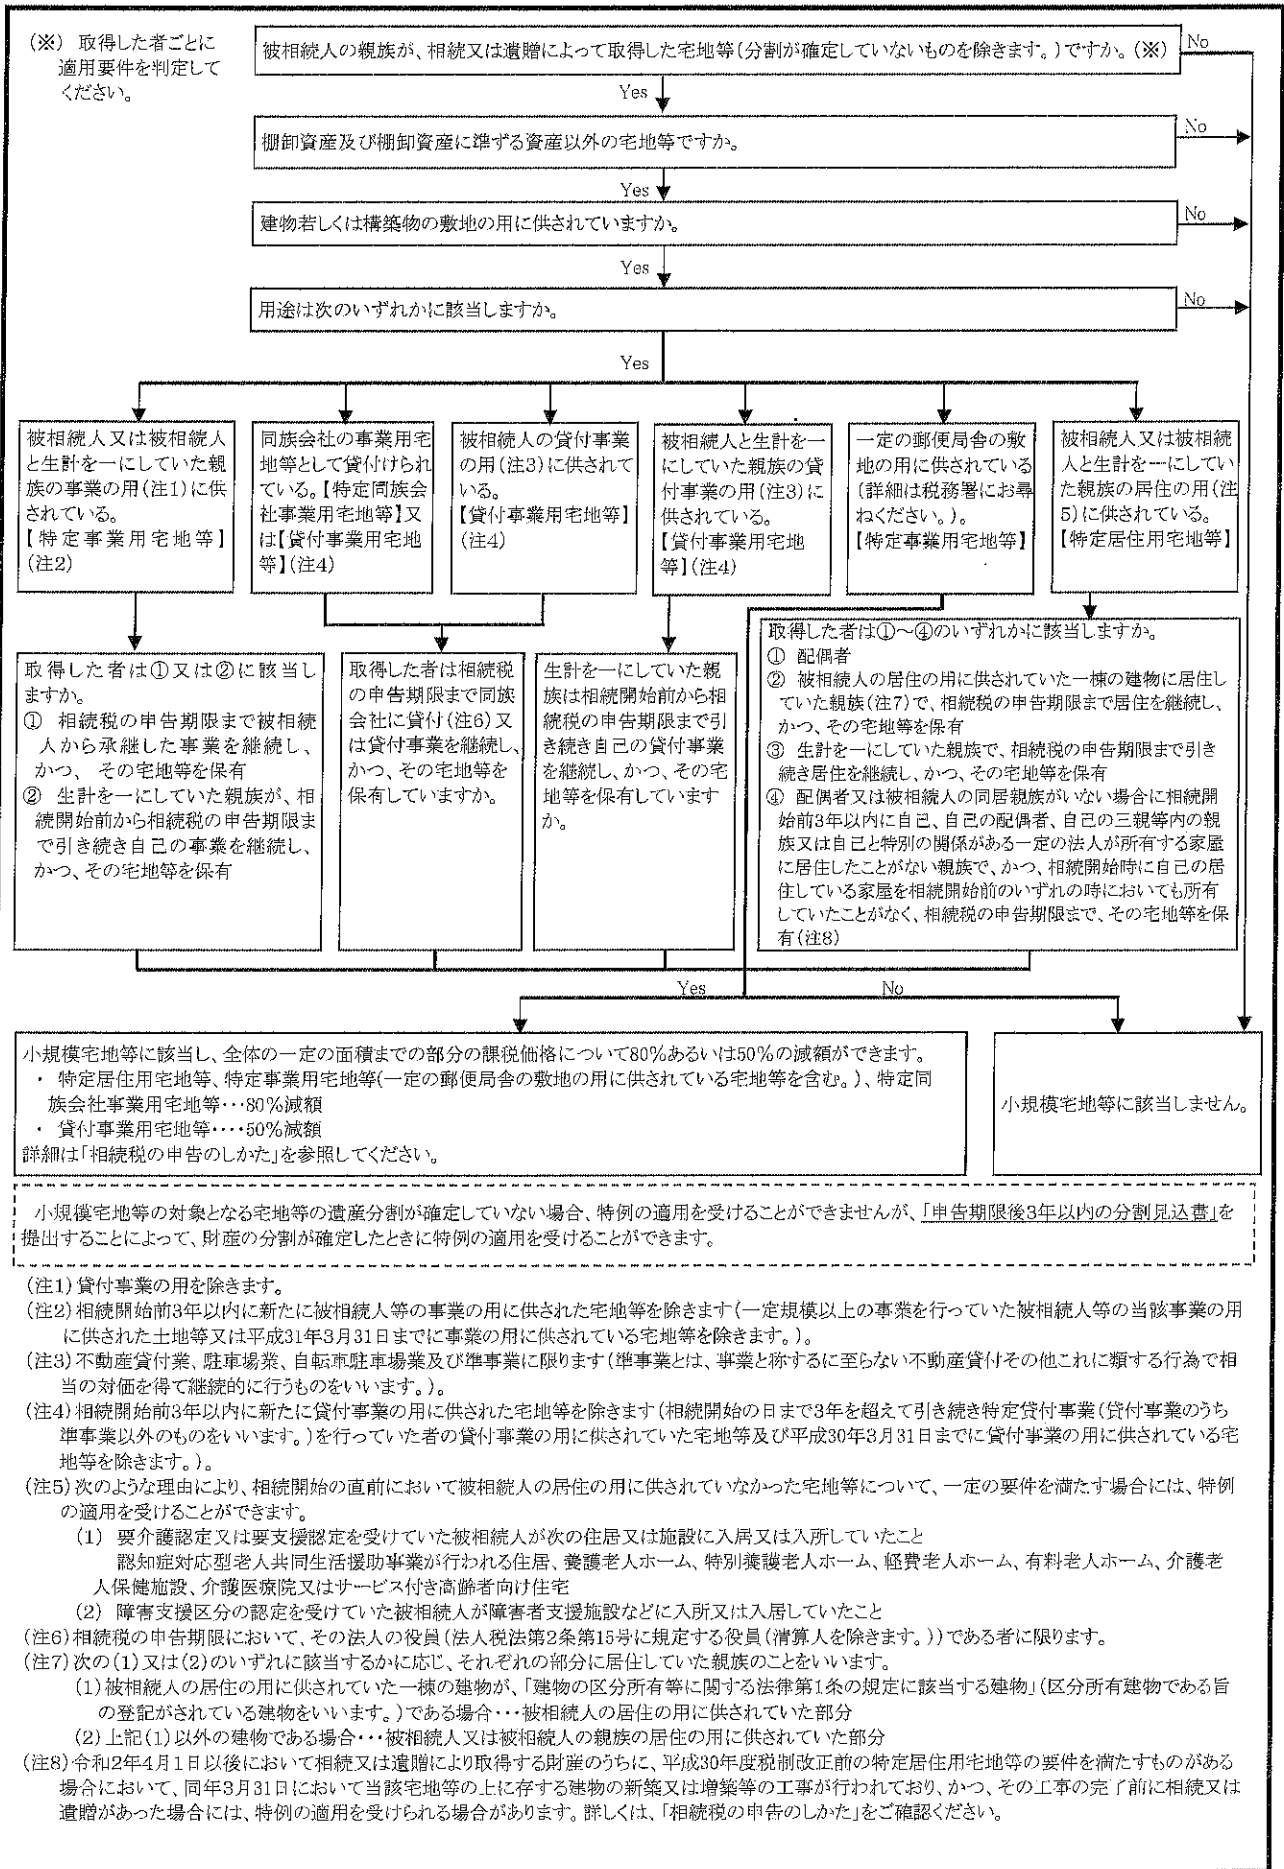 (※) 取得した者ごとに
適用要件を判定して
ください。
被相続人の親族が、相続又は遺贈によって取得した宅地等(分割が確定していないものを除きます。)ですか。(※)
No
Yes
棚卸資産及び棚卸資産に準ずる資産以外の宅地等ですか。
No
Yes
建物若しくは構築物の敷地の用に供されていますか。
No
Yes
用途は次のいずれかに該当しますか。
No
Yes
被相続人又は被相続人
と生計を一にしていた親
族の事業の用(注1)に供
されている。
【特定事業用宅地等】
(注2)
同族会社の事業用宅
地等として貸付けられ
ている。【特定同族会
社事業用宅地等】又
は【貸付事業用宅地
等】(注4)
被相続人の貸付事業
の用(注3)に供されて
いる。
【貸付事業用宅地等】
(注4)
被相続人と生計を一
にしていた親族の貸
付事業の用(注3)に
供されている。
【貸付事業用宅地
等】(注4)
一定の郵便局舎の敷
地の用に供されている
(詳細は税務署にお尋
ねください。)。
【特定事業用宅地等】
被相続人又は被相続
人と生計を一にしてい
た親族の居住の用(注
5)に供されている。
【特定居住用宅地等】
取得した者は①又は②に該当し
ますか。
① 相続税の申告期限まで被相続
人から承継した事業を継続し、
かつ、 その宅地等を保有
② 生計を一にしていた親族が、相
続開始前から相続税の申告期限ま
で引き続き自己の事業を継続し、
かつ、その宅地等を保有
取得した者は相続税
の申告期限まで同族
会社に貸付(注6)又
は貸付事業を継続し、
かつ、その宅地等を
保有していますか。
生計を一にしていた親
族は相続開始前から相
続税の申告期限まで引
き続き自己の貸付事業
を継続し、かつ、その宅
地等を保有しています
か。
取得した者は①~④のいずれかに該当しますか。
① 配偶者
② 被相続人の居住の用に供されていた一棟の建物に居住し
ていた親族(注7)で、相続税の申告期限まで居住を継続し、
かつ、その宅地等を保有
③ 生計を一にしていた親族で、相続税の申告期限まで引き
続き居住を継続し、かつ、その宅地等を保有
④ 配偶者又は被相続人の同居親族がいない場合に相続開
始前3年以内に自己、自己の配偶者、自己の三親等内の親
族又は自己と特別の関係がある一定の法人が所有する家屋
に居住したことがない親族で、かつ、相続開始時に自己の居
住している家屋を相続開始前のいずれの時においても所有
していたことがなく、相続税の申告期限まで、その宅地等を保
有(注8)
Yes
No
小規模宅地等に該当し、全体の一定の面積までの部分の課税価格について80%あるいは50%の減額ができます。
・ 特定居住用宅地等、特定事業用宅地等(一定の郵便局舎の敷地の用に供されている宅地等を含む。)、特定同
族会社事業用宅地等・・・80%減額
・ 貸付事業用宅地等・・・・50%減額
詳細は「相続税の申告のしかた」を参照してください。
小規模宅地等に該当しません。
小規模宅地等の対象となる宅地等の遺産分割が確定していない場合、特例の適用を受けることができませんが、「申告期限後3年以内の分割見込書」を
提出することによって、財産の分割が確定したときに特例の適用を受けることができます。
(注1)貸付事業の用を除きます。
(注2)相続開始前3年以内に新たに被相続人等の事業の用に供された宅地等を除きます(一定規模以上の事業を行っていた被相続人等の当該事業の用
に供された土地等又は平成31年3月31日までに事業の用に供されている宅地等を除きます。)。
(注3)不動産貸付業、駐車場業、自転車駐車場業及び準事業に限ります(準事業とは、事業と称するに至らない不動産貸付その他これに類する行為で相
当の対価を得て継続的に行うものをいいます。)。
(注4)相続開始前3年以内に新たに貸付事業の用に供された宅地等を除きます(相続開始の日まで3年を超えて引き続き特定貸付事業(貸付事業のうち
準事業以外のものをいいます。)を行っていた者の貸付事業の用に供されていた宅地等及び平成30年3月31日までに貸付事業の用に供されている宅
地等を除きます。)。
(注5)次のような理由により、相続開始の直前において被相続人の居住の用に供されていなかった宅地等について、一定の要件を満たす場合には、特例
の適用を受けることができます。
(1) 要介護認定又は要支援認定を受けていた被相続人が次の住居又は施設に入居又は入所していたこと
認知症対応型老人共同生活援助事業が行われる住居、養護老人ホーム、特別養護老人ホーム、軽費老人ホーム、有料老人ホーム、介護老
人保健施設、介護医療院又はサービス付き高齢者向け住宅
(2) 障害支援区分の認定を受けていた被相続人が障害者支援施設などに入所又は入居していたこと
(注6)相続税の申告期限において、その法人の役員(法人税法第2条第15号に規定する役員(清算人を除きます。))である者に限ります。
(注7)次の(1)又は(2)のいずれに該当するかに応じ、それぞれの部分に居住していた親族のことをいいます。
(1)被相続人の居住の用に供されていた一棟の建物が、「建物の区分所有等に関する法律第1条の規定に該当する建物」(区分所有建物である旨
の登記がされている建物をいいます。)である場合・・・被相続人の居住の用に供されていた部分
(2)上記(1)以外の建物である場合・・・被相続人又は被相続人の親族の居住の用に供されていた部分
(注8)令和2年4月1日以後において相続又は遺贈により取得する財産のうちに、平成30年度税制改正前の特定居住用宅地等の要件を満たすものがある
場合において、同年3月31日において当該宅地等の上に存する建物の新築又は増築等の工事が行われており、かつ、その工事の完了前に相続又は
遺贈があった場合には、特例の適用を受けられる場合があります。詳しくは、「相続税の申告のしかた」をご確認ください。